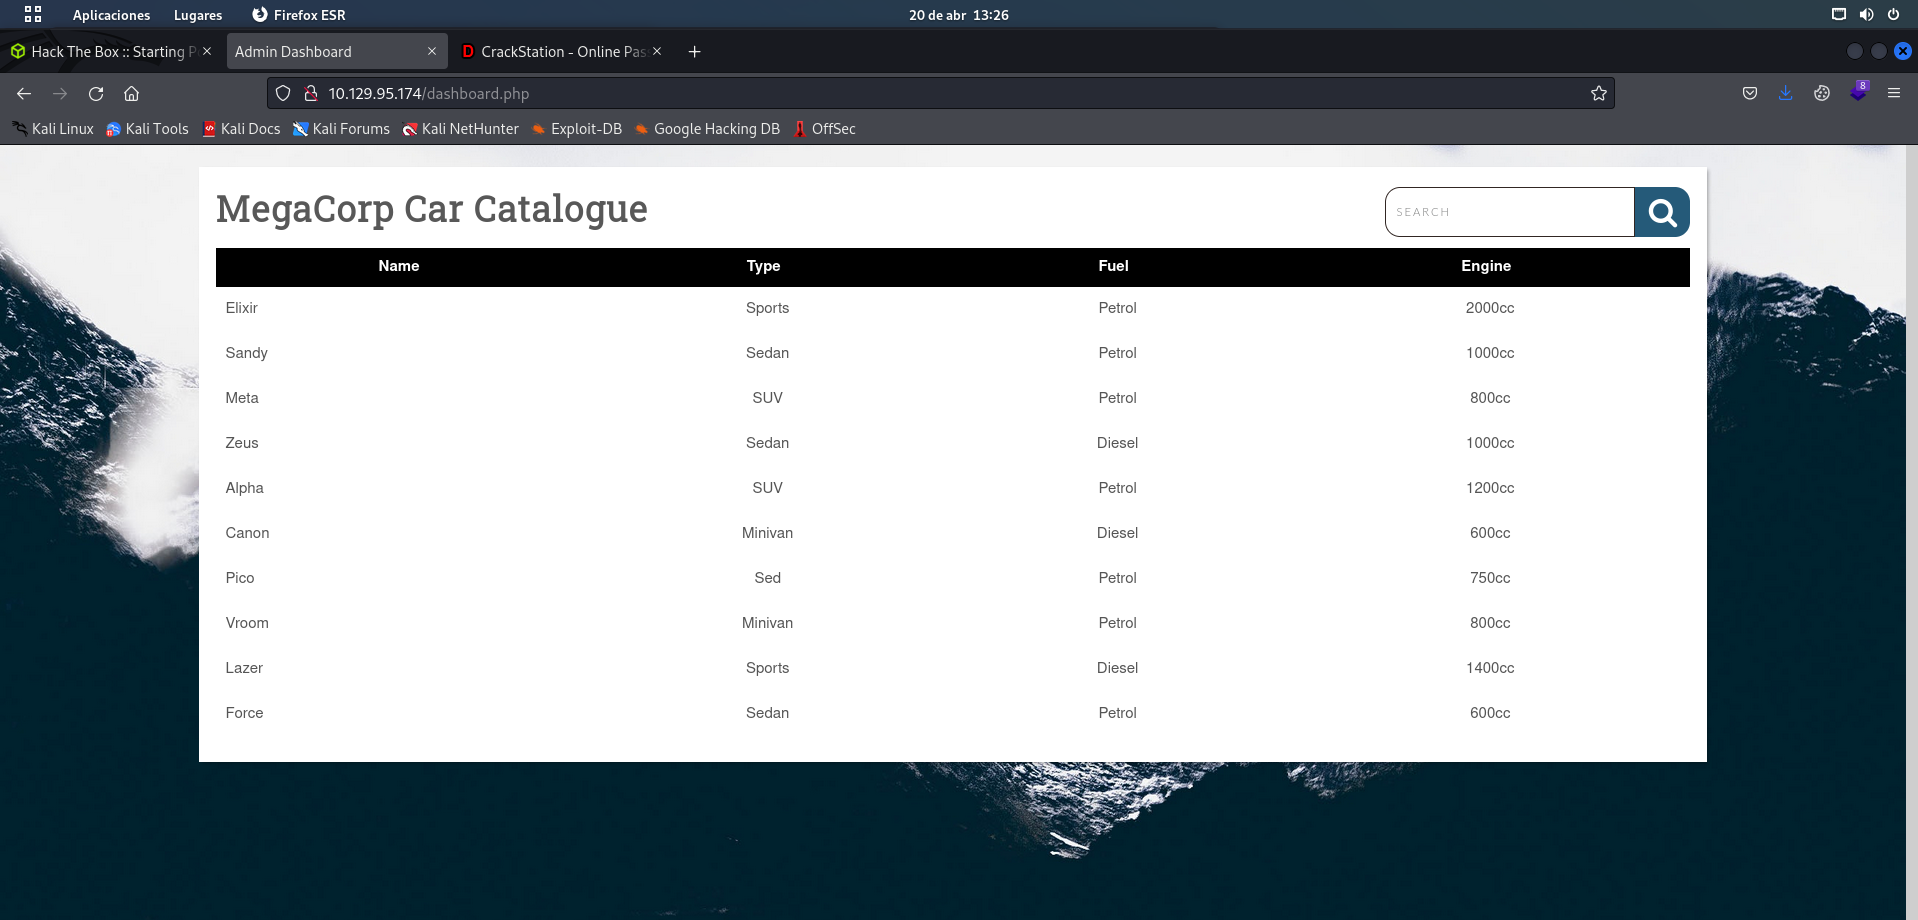 Aplicaciones Lugares Firefox ESR 20 de abr 13:26
Hack The Box :: Starting P Admin Dashboard CrackStation - Online Pas
10.129.95.174/dashboard.php
8
Kali Linux Kali Tools Kali Docs Kali Forums Kali NetHunter Exploit-DB Google Hacking DB OffSec
MegaCorp Car Catalogue
SEARCH
Name Type Fuel Engine
Elixir Sports Petrol 2000cc
Sandy Sedan Petrol 1000cc
Meta SUV Petrol 800cc
Zeus Sedan Diesel 1000cc
Alpha SUV Petrol 1200cc
Canon Minivan Diesel 600cc
Pico Sed Petrol 750cc
Vroom Minivan Petrol 800cc
Lazer Sports Diesel 1400cc
Force Sedan Petrol 600cc